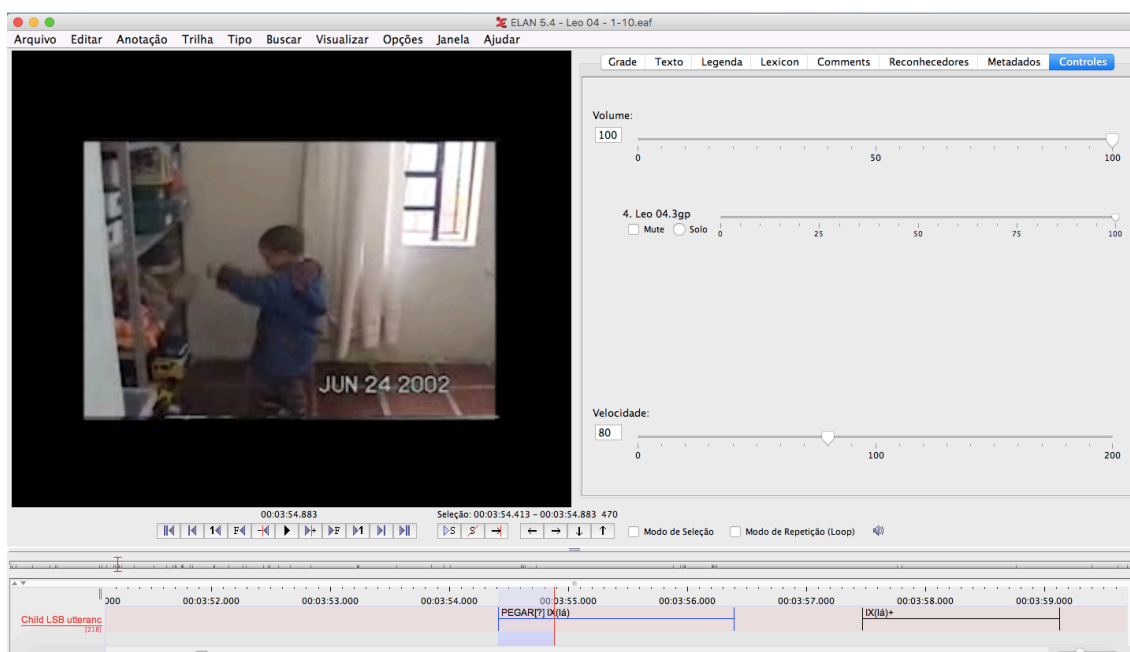 ELAN 5.4 - Leo 04 - 1-10.eaf
Arquivo Editar Anotação Trilha Tipo Buscar Visualizar Opções Janela Ajudar
Grade Texto Legenda Lexicon Comments Reconhecedores Metadados Controles
Volume:
100
0 50 100
4. Leo 04.3gp
Mute Solo
0 25 50 75 100
JUN 24 2002
Velocidade:
80
0 100 200
00:03:54.883
Seleção: 00:03:54.413 - 00:03:54.883 470
1 F F 1 S S
Modo de Seleção Modo de Repetição (Loop)
000 00:03:52.000 00:03:53.000 00:03:54.000 00:03:55.000 00:03:56.000 00:03:57.000 00:03:58.000 00:03:59.000
PEGAR[?] IX(lá) IX(lá)+
Child LSB utteranc
[218]